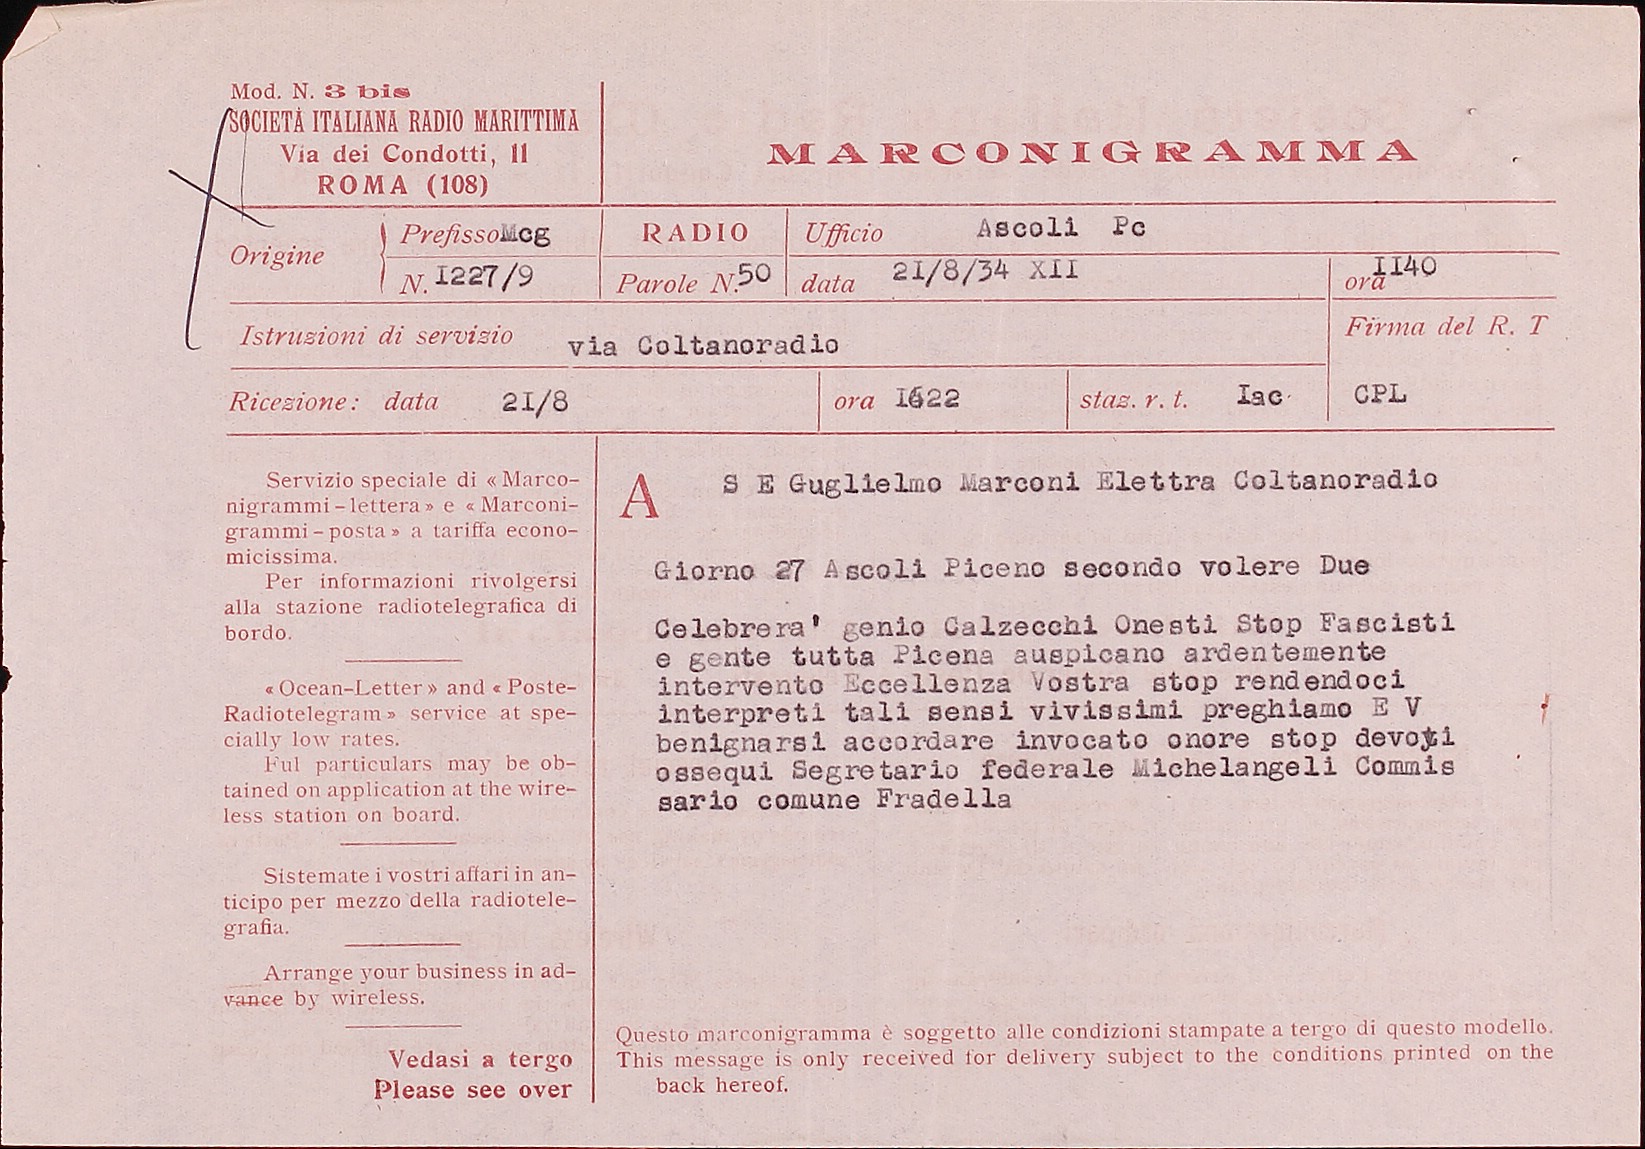 Mod. N. 3 bis
SOCIETÀ ITALIANA RADIO MARITTIMA
Via dei Condotti, 11
ROMA (108)
MARCONIGRAMMA
Origine
Prefisso Mcg
N. I227/9
RADIO
Parole N. 50
Ufficio Ascoli Pc
data 2I/8/34 XII
ora II40
Istruzioni di servizio via Coltanoradio
Firma del R. T
Ricezione: data 2I/8
ora I622
staz. r. t. Iac
CPL
Servizio speciale di « Marco-
nigrammi-lettera » e « Marconi-
grammi-posta » a tariffa econo-
micissima.
Per informazioni rivolgersi
alla stazione radiotelegrafica di
bordo.
« Ocean-Letter » and « Poste-
Radiotelegram » service at spe-
cially low rates.
Ful particulars may be ob-
tained on application at the wire-
less station on board.
Sistemate i vostri affari in an-
ticipo per mezzo della radiotele-
grafia.
Arrange your business in ad-
vance by wireless.
Vedasi a tergo
Please see over
A S E Guglielmo Marconi Elettra Coltanoradio
Giorno 27 Ascoli Piceno secondo volere Due
Celebrera' genio Calzecchi Onesti Stop Fascisti
e gente tutta Picena auspicano ardentemente
intervento Eccellenza Vostra stop rendendoci
interpreti tali sensi vivissimi preghiamo E V
benignarsi accordare invocato onore stop devoti
ossequi Segretario federale Michelangeli Commis
sario comune Fradella
Questo marconigramma è soggetto alle condizioni stampate a tergo di questo modello.
This message is only received for delivery subject to the conditions printed on the
back hereof.